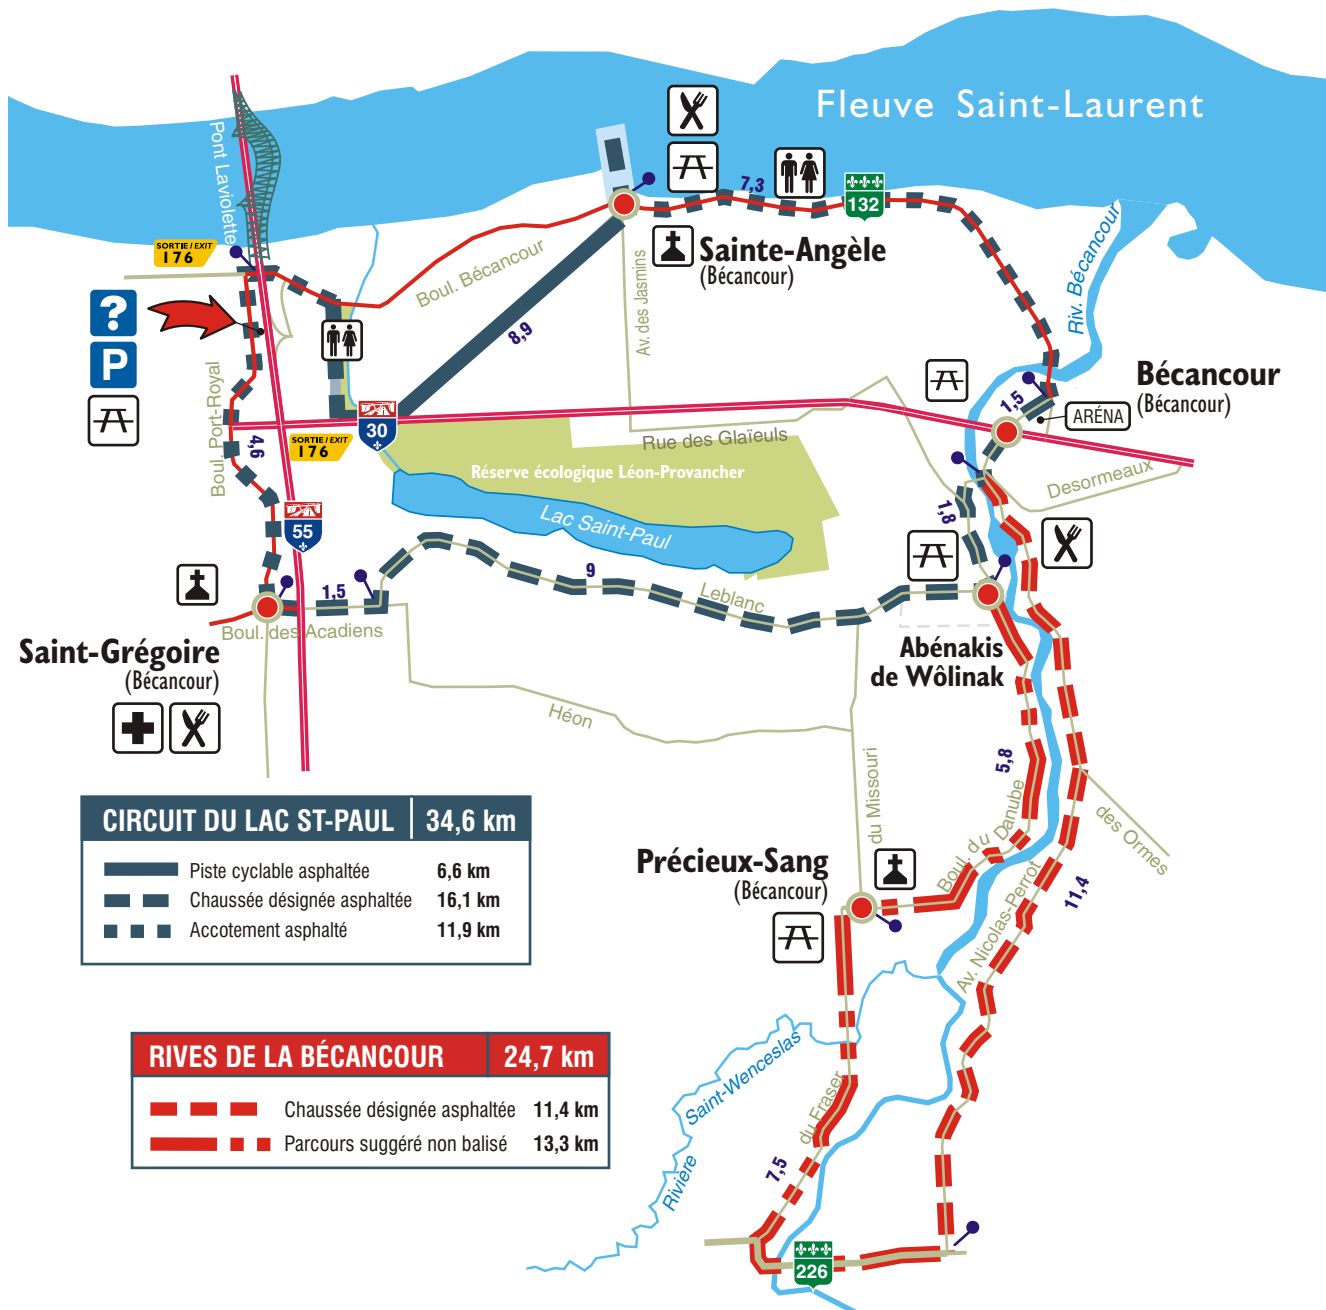 Fleuve Saint-Laurent
Pont Laviolette
SORTIE / EXIT
176
?
P
Boul. Port-Royal
4,6
Boul. Bécancour
8,9
Av. des Jasmins
7,3
132
Sainte-Angèle
(Bécancour)
Riv. Bécancour
Bécancour
(Bécancour)
1,5
ARÉNA
30
SORTIE / EXIT
176
Rue des Glaïeuls
Réserve écologique Léon-Provancher
Lac Saint-Paul
Desormeaux
1,8
55
9
Leblanc
1,5
Boul. des Acadiens
Saint-Grégoire
(Bécancour)
Abénakis
de Wôlinak
Héon
du Missouri
5,8
Boul. du Danube
des Ormes
11,4
Av. Nicolas-Perrot
Précieux-Sang
(Bécancour)
CIRCUIT DU LAC ST-PAUL 34,6 km
Piste cyclable asphaltée 6,6 km
Chaussée désignée asphaltée 16,1 km
Accotement asphalté 11,9 km
RIVES DE LA BÉCANCOUR 24,7 km
Chaussée désignée asphaltée 11,4 km
Parcours suggéré non balisé 13,3 km
Rivière Saint-Wenceslas
du Fraser
7,5
226